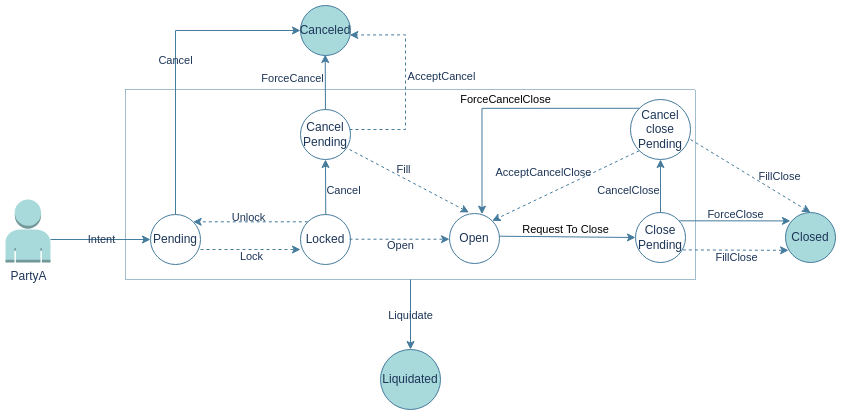 Canceled
Cancel
ForceCancel
AcceptCancel
ForceCancelClose
Cancel
Pending
Cancel
close
Pending
Fill
AcceptCancelClose
FillClose
Cancel
CancelClose
Unlock
ForceClose
Intent
Pending
Locked
Open
Open
Request To Close
Close
Pending
Closed
Lock
FillClose
PartyA
Liquidate
Liquidated